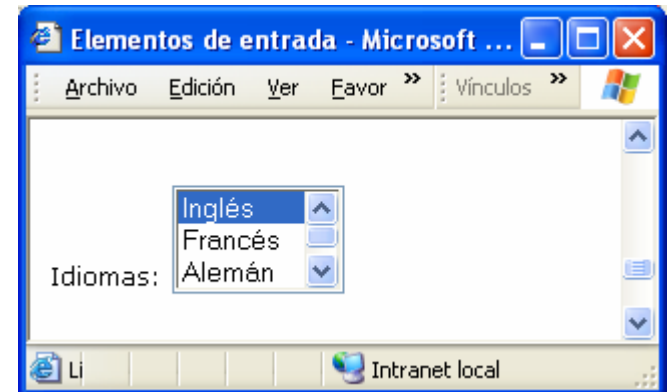 Elementos de entrada - Microsoft ...
Archivo Edición Ver Favor » Vínculos »
Inglés
Francés
Idiomas: Alemán
Li Intranet local